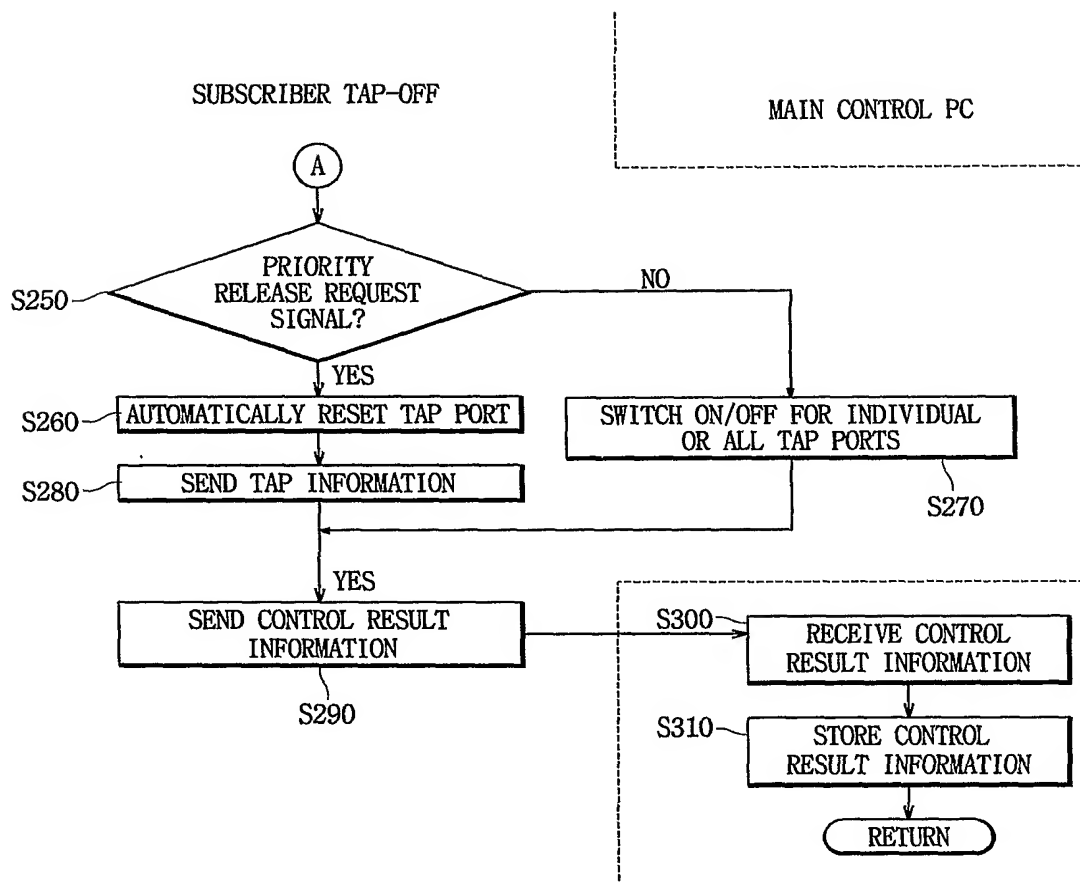 SUBSCRIBER TAP-OFF
MAIN CONTROL PC
A
PRIORITY
RELEASE REQUEST
SIGNAL?
S250
NO
YES
AUTOMATICALLY RESET TAP PORT
S260
SWITCH ON/OFF FOR INDIVIDUAL
OR ALL TAP PORTS
S270
SEND TAP INFORMATION
S280
YES
SEND CONTROL RESULT
INFORMATION
S290
S300
RECEIVE CONTROL
RESULT INFORMATION
S310
STORE CONTROL
RESULT INFORMATION
RETURN